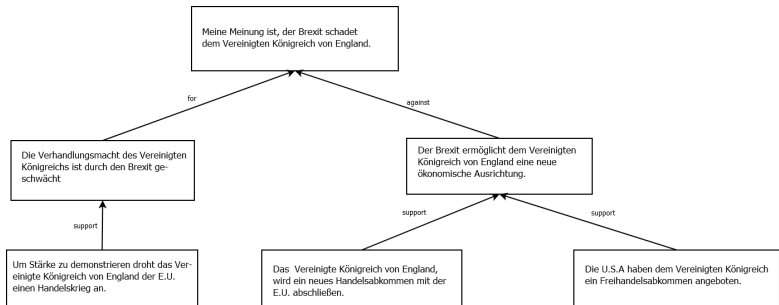 Meine Meinung ist, der Brexit schadet
dem Vereinigten Königreich von England.
for
against
Die Verhandlungsmacht des Vereinigten
Königreichs ist durch den Brexit ge-
schwächt
Der Brexit ermöglicht dem Vereinigten
Königreich von England eine neue
ökonomische Ausrichtung.
support
support
support
Um Stärke zu demonstrieren droht das Ver-
einigte Königreich von England der E.U.
einen Handelskrieg an.
Das Vereinigte Königreich von England,
wird ein neues Handelsabkommen mit der
E.U. abschließen.
Die U.S.A haben dem Vereinigten Königreich
ein Freihandelsabkommen angeboten.